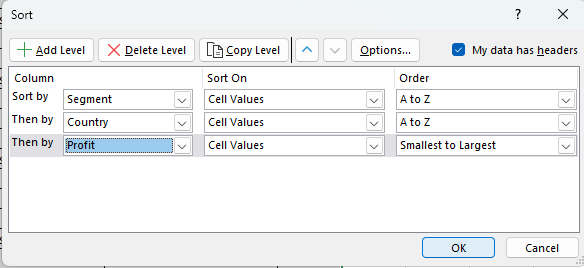 Sort ? ×
Add Level Delete Level Copy Level Options... My data has headers
Column Sort On Order
Sort by Segment Cell Values A to Z
Then by Country Cell Values A to Z
Then by Profit Cell Values Smallest to Largest
OK Cancel